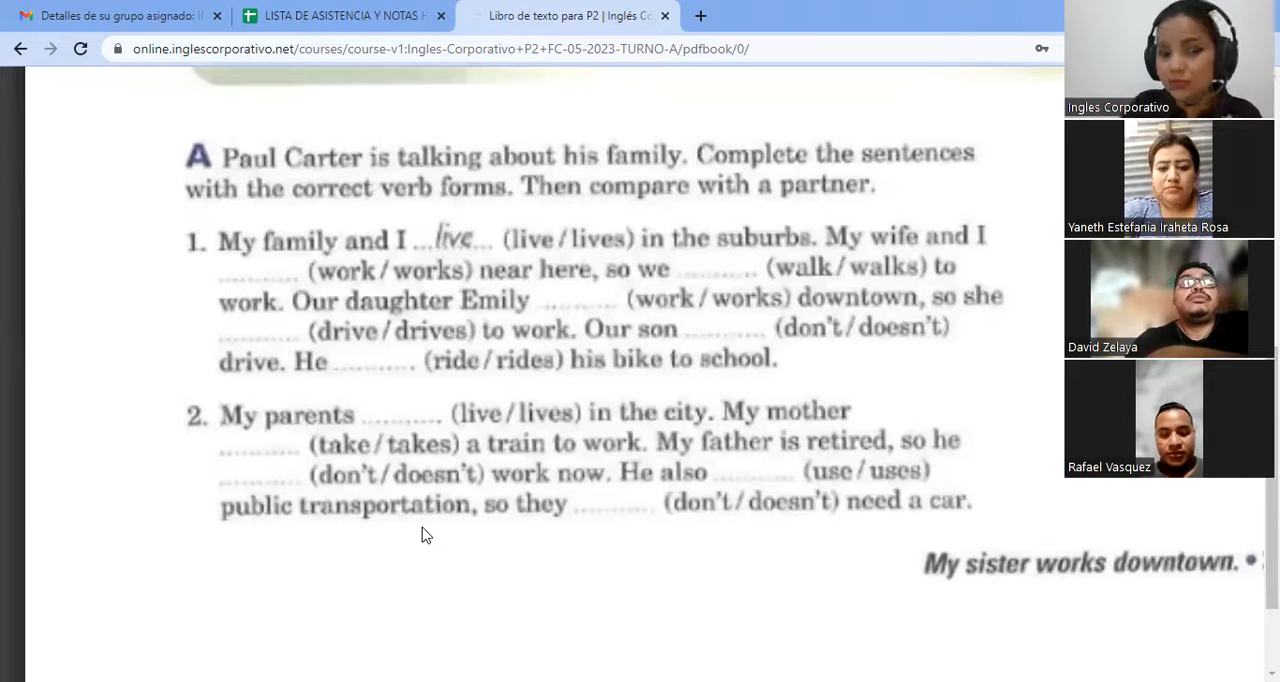 Detalles de su grupo asignado: I
LISTA DE ASISTENCIA Y NOTAS
Libro de texto para P2 | Inglés Co
online.inglescorporativo.net/courses/course-v1:Ingles-Corporativo+P2+FC-05-2023-TURNO-A/pdfbook/0/
A Paul Carter is talking about his family. Complete the sentences
with the correct verb forms. Then compare with a partner.
1. My family and I ...live... (live/lives) in the suburbs. My wife and I
.......... (work/works) near here, so we .......... (walk/walks) to
work. Our daughter Emily .......... (work/works) downtown, so she
.......... (drive/drives) to work. Our son .......... (don't/doesn't)
drive. He .......... (ride/rides) his bike to school.
2. My parents .......... (live/lives) in the city. My mother
.......... (take/takes) a train to work. My father is retired, so he
.......... (don't/doesn't) work now. He also .......... (use/uses)
public transportation, so they .......... (don't/doesn't) need a car.
My sister works downtown. •
Ingles Corporativo
Yaneth Estefania Iraheta Rosa
David Zelaya
Rafael Vasquez